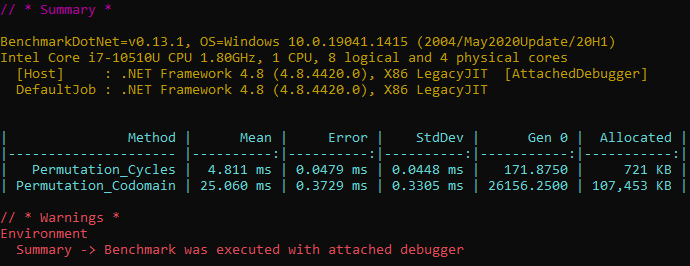 // * Summary *
BenchmarkDotNet=v0.13.1, OS=Windows 10.0.19041.1415 (2004/May2020Update/20H1)
Intel Core i7-10510U CPU 1.80GHz, 1 CPU, 8 logical and 4 physical cores
  [Host]     : .NET Framework 4.8 (4.8.4420.0), X86 LegacyJIT  [AttachedDebugger]
  DefaultJob : .NET Framework 4.8 (4.8.4420.0), X86 LegacyJIT
|               Method |      Mean |     Error |    StdDev |      Gen 0 |  Allocated |
|--------------------- |----------:|----------:|----------:|-----------:|-----------:|
|   Permutation_Cycles |  4.811 ms | 0.0479 ms | 0.0448 ms |   171.8750 |     721 KB |
| Permutation_Codomain | 25.060 ms | 0.3729 ms | 0.3305 ms | 26156.2500 | 107,453 KB |
// * Warnings *
Environment
  Summary -> Benchmark was executed with attached debugger